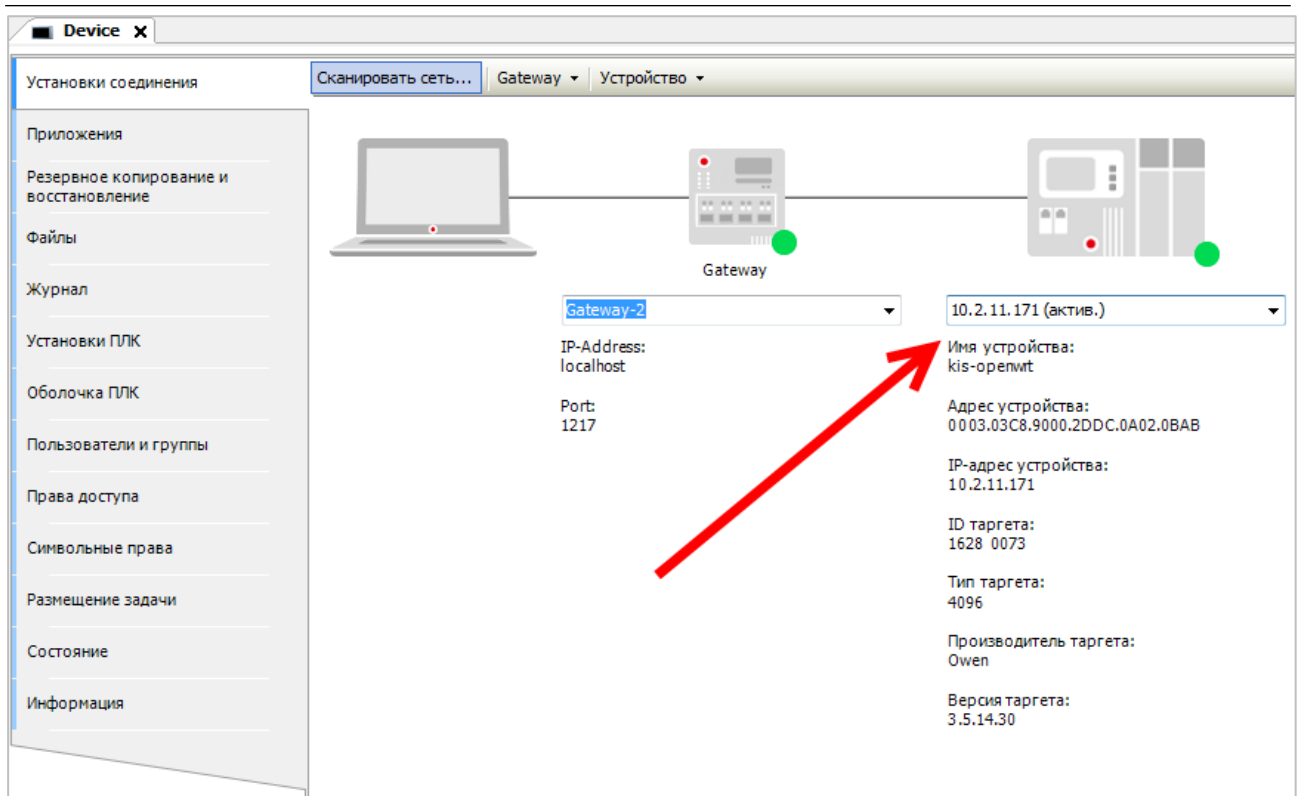 Device x
Установки соединения
Приложения
Резервное копирование и
восстановление
Файлы
Журнал
Установки ПЛК
Оболочка ПЛК
Пользователи и группы
Права доступа
Символьные права
Размещение задачи
Состояние
Информация
Сканировать сеть... Gateway Устройство
Gateway
Gateway-2
IP-Address:
localhost
Port:
1217
10.2.11.171 (актив.)
Имя устройства:
kis-openwrt
Адрес устройства:
0003.03C8.9000.2DDC.0A02.0BAB
IP-адрес устройства:
10.2.11.171
ID таргета:
1628 0073
Тип таргета:
4096
Производитель таргета:
Owen
Версия таргета:
3.5.14.30